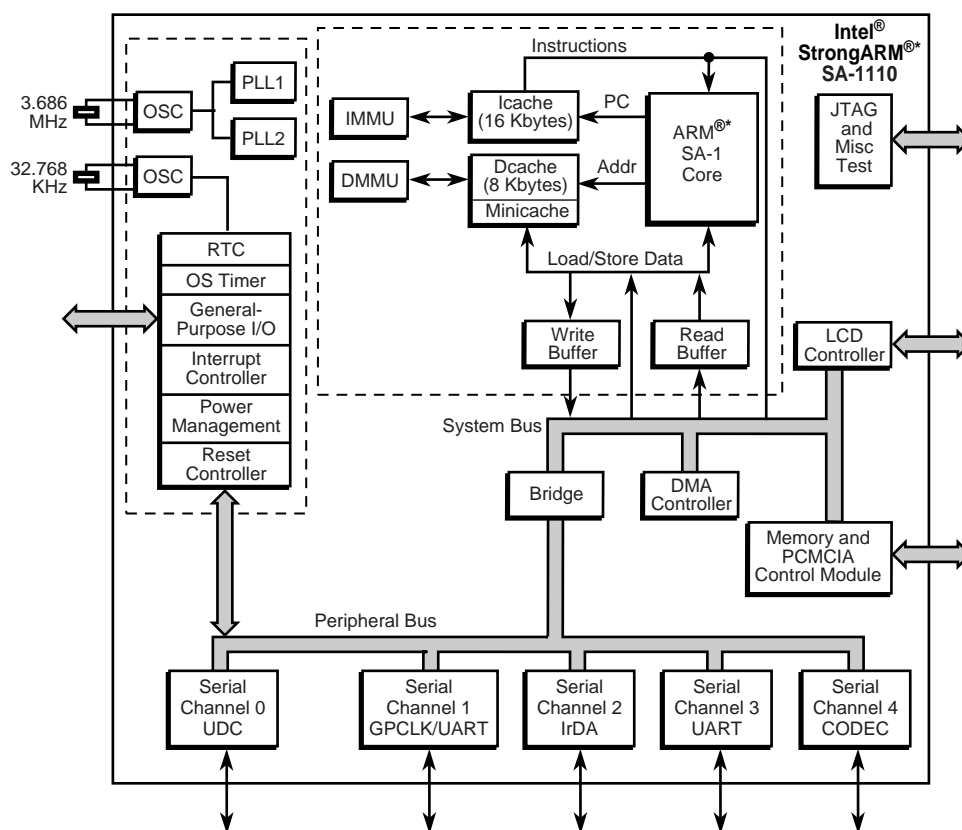 Intel®
StrongARM®*
SA-1110
3.686
MHz
OSC
PLL1
PLL2
32.768
KHz
OSC
RTC
OS Timer
General-
Purpose I/O
Interrupt
Controller
Power
Management
Reset
Controller
Instructions
IMMU
Icache
(16 Kbytes)
PC
DMMU
Dcache
(8 Kbytes)
Minicache
Addr
ARM®*
SA-1
Core
Load/Store Data
Write
Buffer
Read
Buffer
JTAG
and
Misc
Test
LCD
Controller
System Bus
Bridge
DMA
Controller
Memory and
PCMCIA
Control Module
Peripheral Bus
Serial
Channel 0
UDC
Serial
Channel 1
GPCLK/UART
Serial
Channel 2
IrDA
Serial
Channel 3
UART
Serial
Channel 4
CODEC